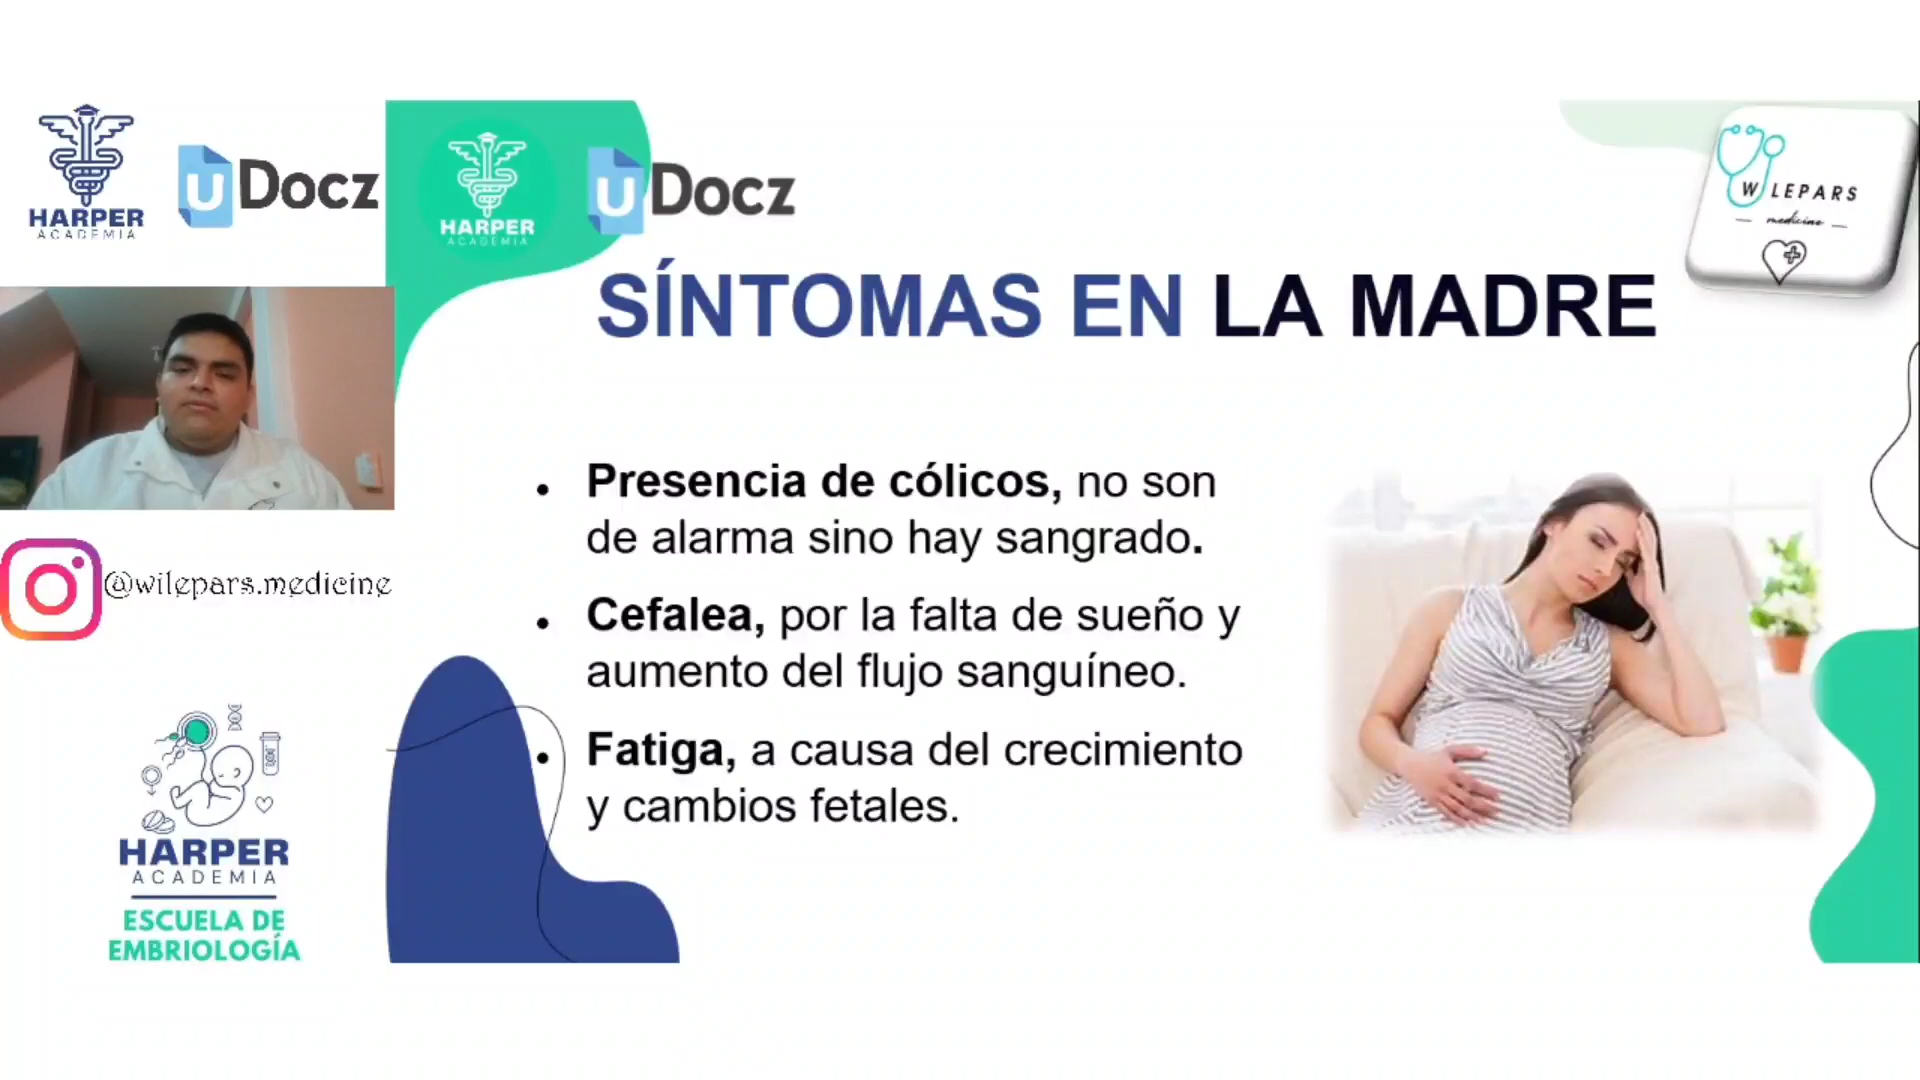 HARPER
ACADEMIA
uDocz
HARPER
ACADEMIA
uDocz
WILEPARS
medicine
SÍNTOMAS EN LA MADRE
Presencia de cólicos, no son
de alarma sino hay sangrado.
@wilepars.medicine
Cefalea, por la falta de sueño y
aumento del flujo sanguíneo.
Fatiga, a causa del crecimiento
y cambios fetales.
HARPER
ACADEMIA
ESCUELA DE
EMBRIOLOGÍA